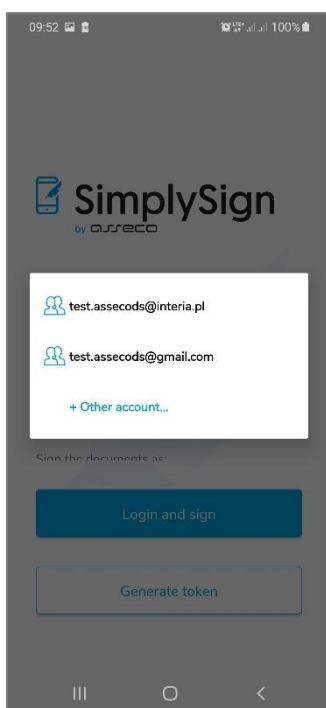 09:52 100%
SimplySign
by asseco
test.assecods@interia.pl
test.assecods@gmail.com
+ Other account...
Sign the documents as:
Login and sign
Generate token